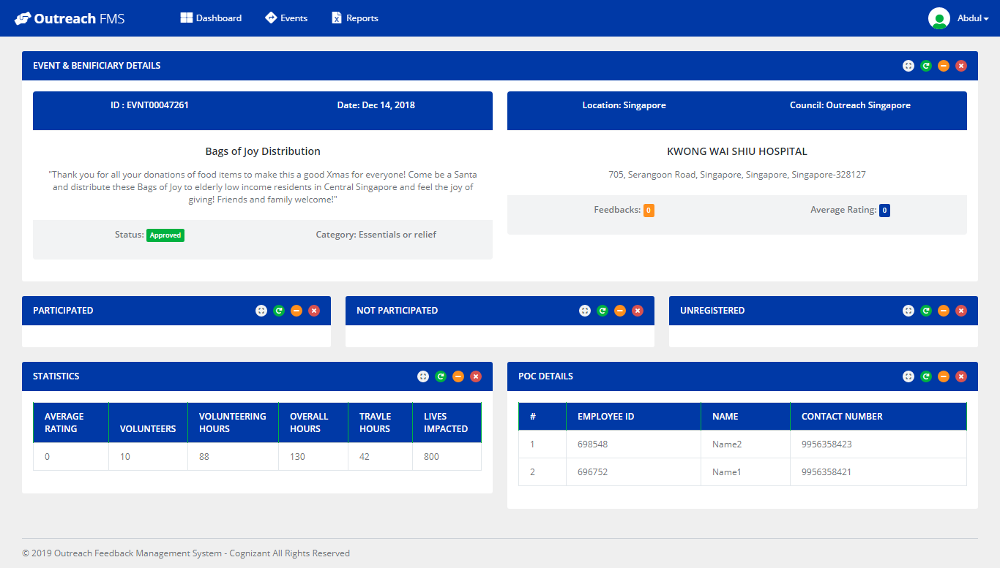 Outreach FMS
Dashboard
Events
Reports
Abdul
EVENT & BENIFICIARY DETAILS
ID : EVNT00047261
Date: Dec 14, 2018
Bags of Joy Distribution
"Thank you for all your donations of food items to make this a good Xmas for everyone! Come be a Santa
and distribute these Bags of Joy to elderly low income residents in Central Singapore and feel the joy of
giving! Friends and family welcome!"
Status: Approved
Category: Essentials or relief
Location: Singapore
Council: Outreach Singapore
KWONG WAI SHIU HOSPITAL
705, Serangoon Road, Singapore, Singapore, Singapore-328127
Feedbacks: 0
Average Rating: 0
PARTICIPATED
NOT PARTICIPATED
UNREGISTERED
STATISTICS
AVERAGE
RATING
VOLUNTEERS
VOLUNTEERING
HOURS
OVERALL
HOURS
TRAVLE
HOURS
LIVES
IMPACTED
0 10 88 130 42 800
POC DETAILS
# EMPLOYEE ID NAME CONTACT NUMBER
1 698548 Name2 9956358423
2 696752 Name1 9956358421
© 2019 Outreach Feedback Management System - Cognizant All Rights Reserved